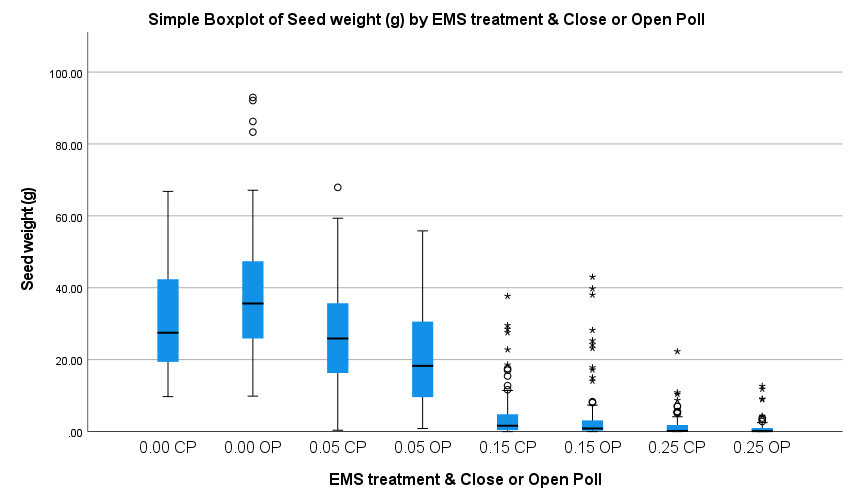 Simple Boxplot of Seed weight (g) by EMS treatment & Close or Open Poll
100.00
80.00
60.00
40.00
20.00
.00
Seed weight (g)
0.00 CP 0.00 OP 0.05 CP 0.05 OP 0.15 CP 0.15 OP 0.25 CP 0.25 OP
EMS treatment & Close or Open Poll